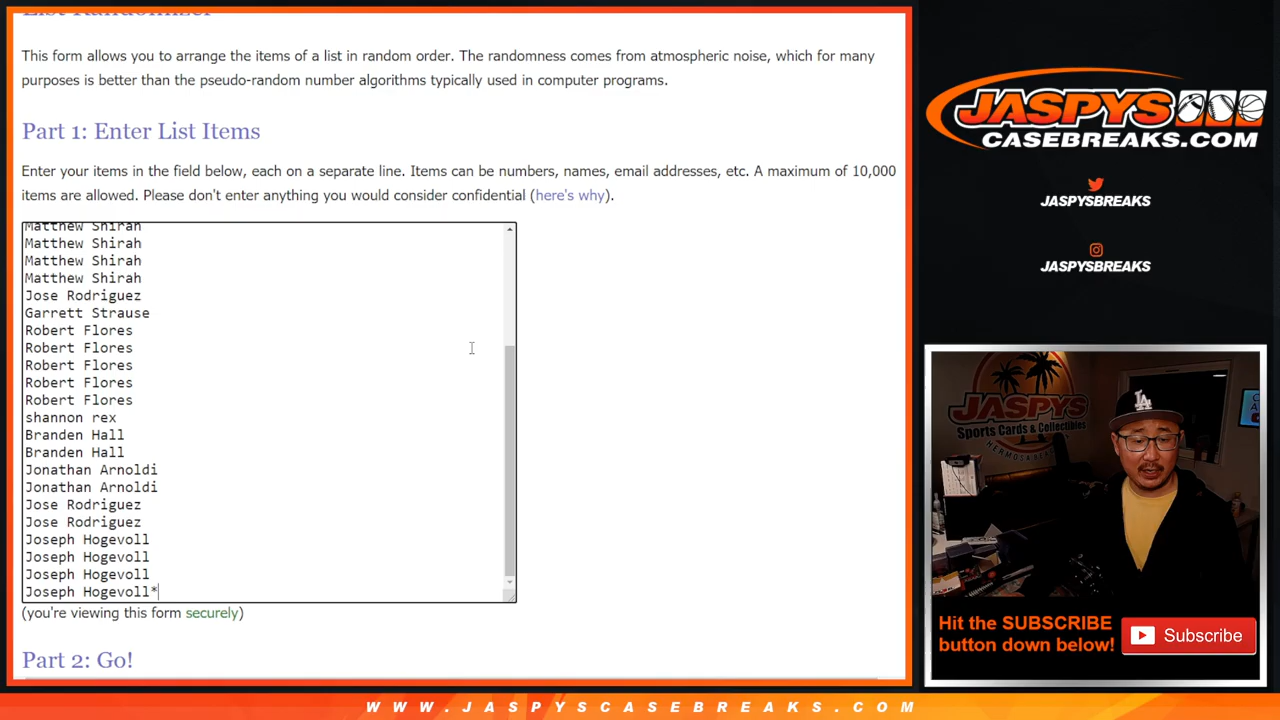 List Randomizer
This form allows you to arrange the items of a list in random order. The randomness comes from atmospheric noise, which for many
purposes is better than the pseudo-random number algorithms typically used in computer programs.
Part 1: Enter List Items
Enter your items in the field below, each on a separate line. Items can be numbers, names, email addresses, etc. A maximum of 10,000
items are allowed. Please don't enter anything you would consider confidential (here's why).
Matthew Shirah
Matthew Shirah
Matthew Shirah
Matthew Shirah
Jose Rodriguez
Garrett Strause
Robert Flores
Robert Flores
Robert Flores
Robert Flores
Robert Flores
shannon rex
Branden Hall
Branden Hall
Jonathan Arnoldi
Jonathan Arnoldi
Jose Rodriguez
Jose Rodriguez
Joseph Hogevoll
Joseph Hogevoll
Joseph Hogevoll
Joseph Hogevoll*
(you're viewing this form securely)
Part 2: Go!
JASPYS
CASEBREAKS.COM
JASPYSBREAKS
JASPYSBREAKS
JASPYS
Sports Cards & Collectibles
HERMOSA BEACH
Hit the SUBSCRIBE
button down below!
Subscribe
WWW.JASPYSCASEBREAKS.COM